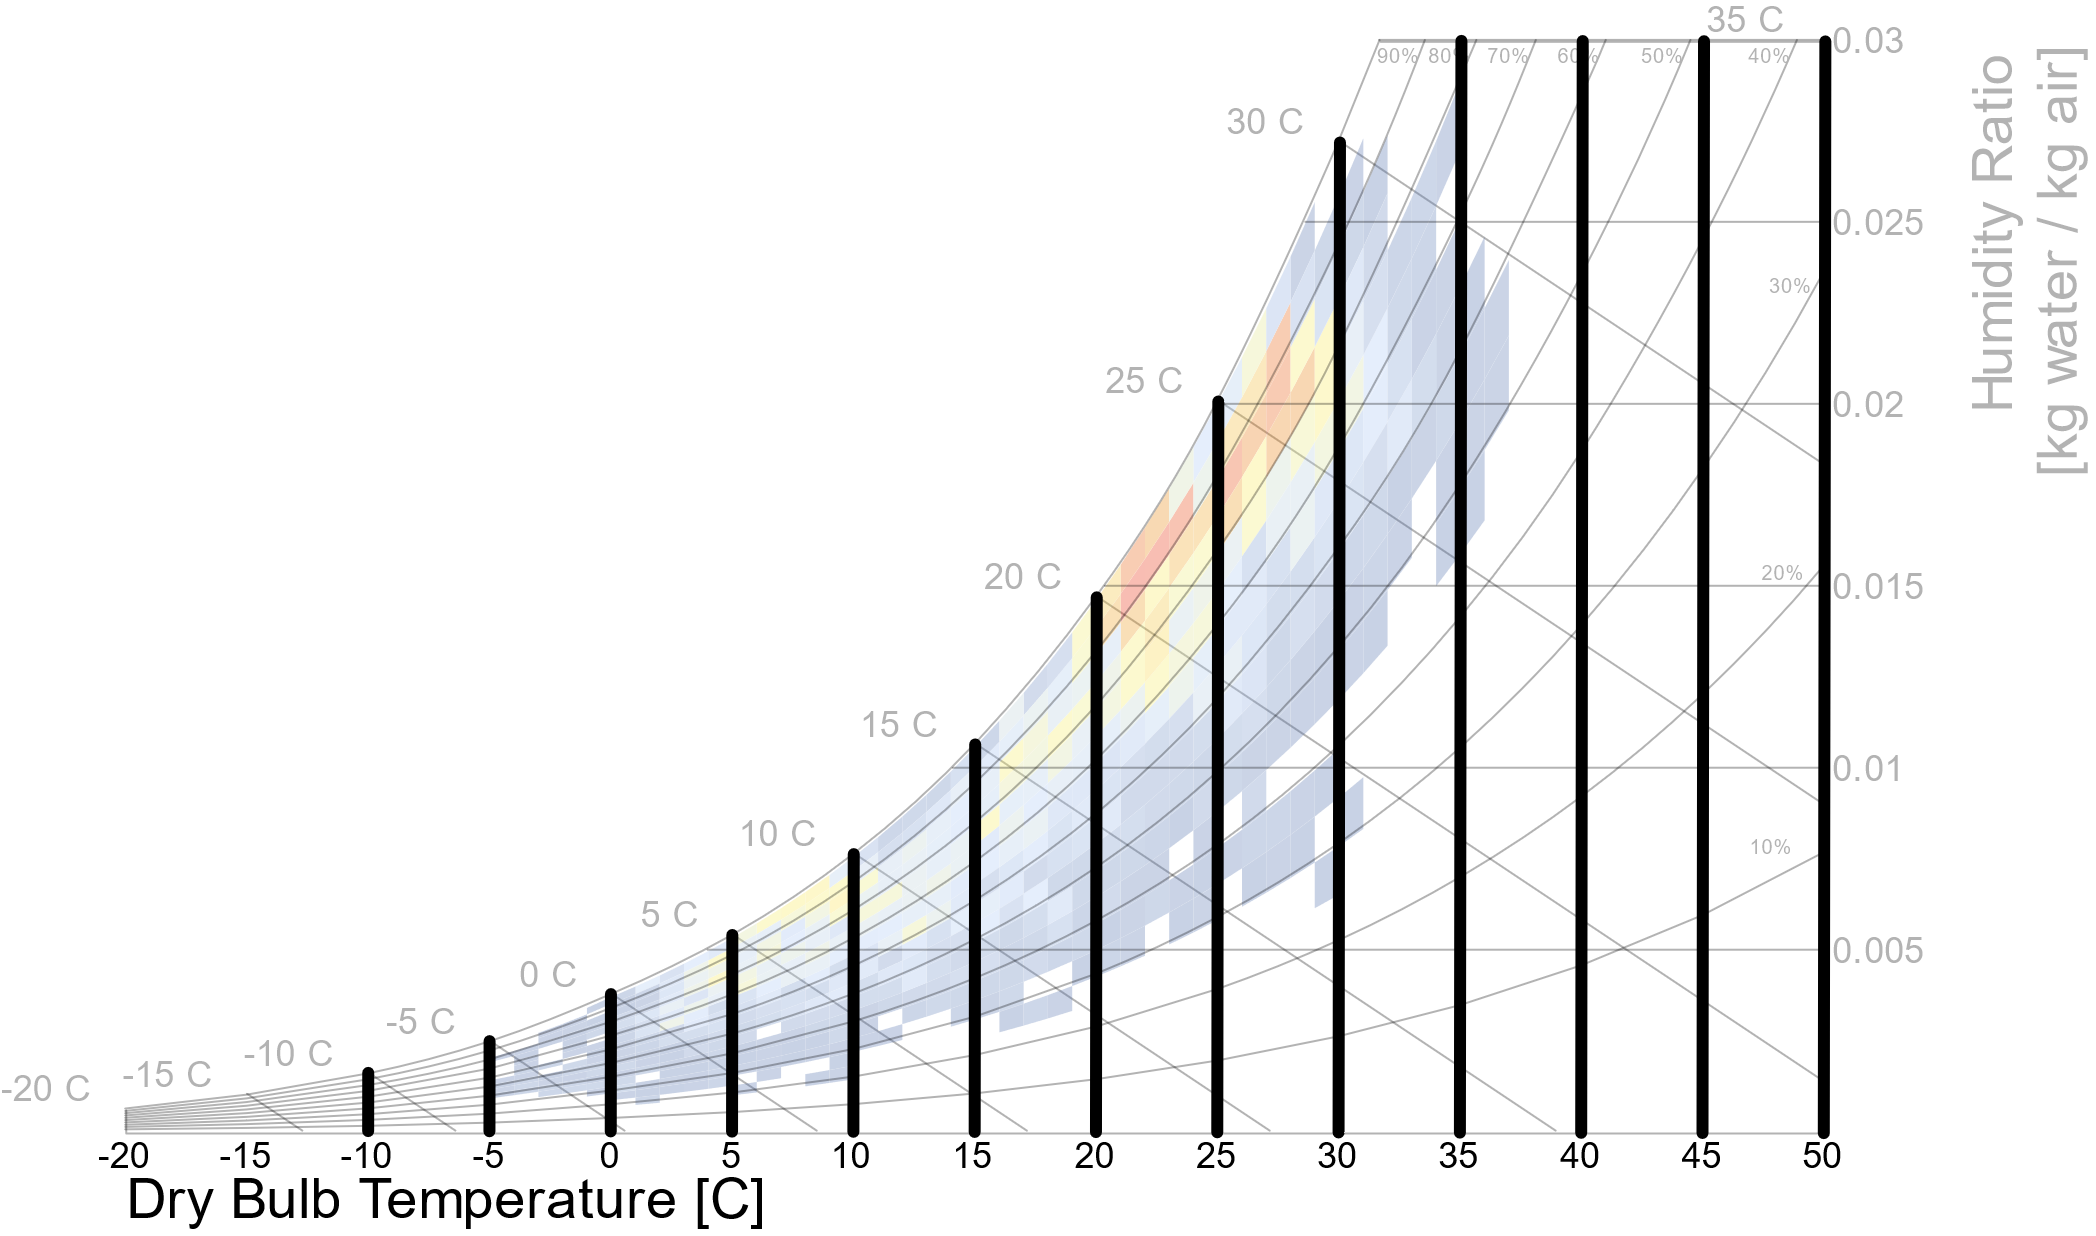 35 C
0.03
90% 80% 70% 60% 50% 40%
30 C
0.025
30%
25 C
0.02
20 C
20%
0.015
15 C
0.01
10 C
10%
5 C
0.005
0 C
-5 C
-10 C
-15 C
-20 C
-20 -15 -10 -5 0 5 10 15 20 25 30 35 40 45 50
Dry Bulb Temperature [C]
Humidity Ratio
[kg water / kg air]